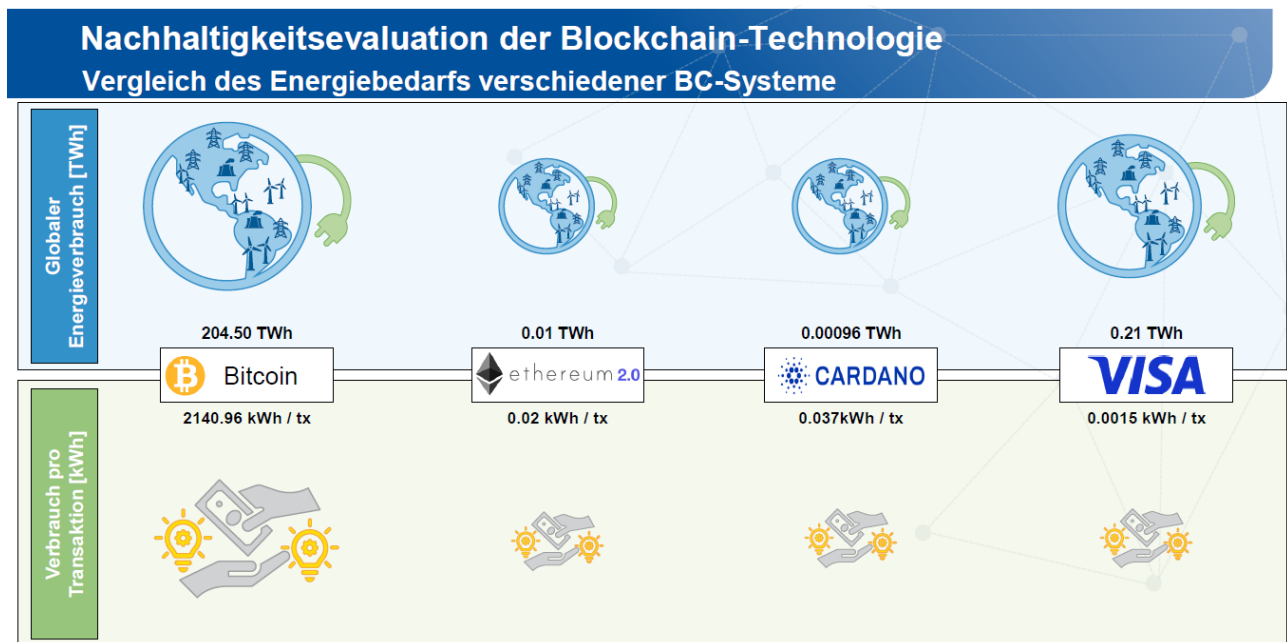 Nachhaltigkeitsevaluation der Blockchain-Technologie
Vergleich des Energiebedarfs verschiedener BC-Systeme
Globaler
Energieverbrauch [TWh]
204.50 TWh
0.01 TWh
0.00096 TWh
0.21 TWh
Bitcoin
ethereum 2.0
CARDANO
VISA
2140.96 kWh / tx
0.02 kWh / tx
0.037kWh / tx
0.0015 kWh / tx
Verbrauch pro
Transaktion [kWh]